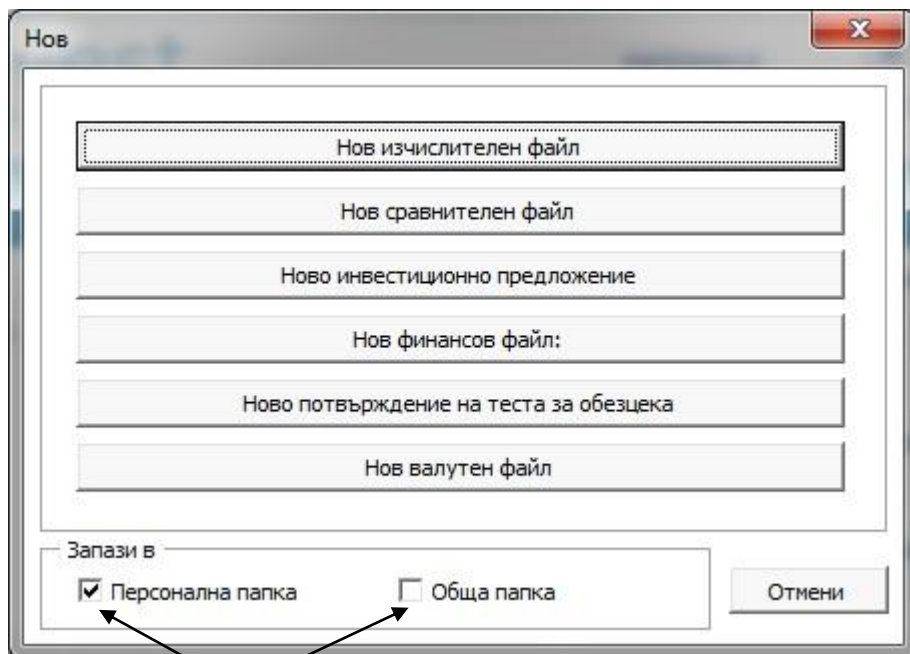 Нов
Нов изчислителен файл
Нов сравнителен файл
Ново инвестиционно предложение
Нов финансов файл:
Ново потвърждение на теста за обезцека
Нов валутен файл
Запази в
Персонална папка Обща папка Отмени